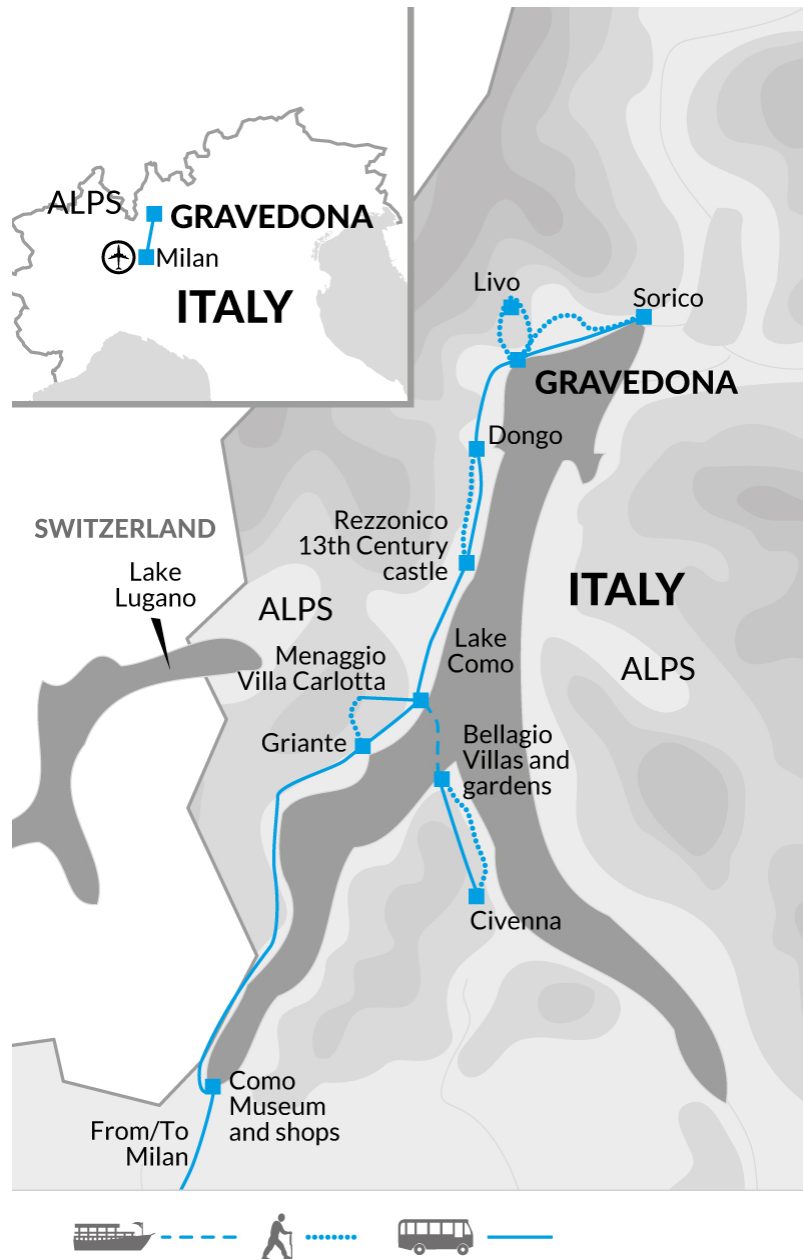 ALPS
GRAVEDONA
Milan
ITALY
Livo
Sorico
GRAVEDONA
Dongo
SWITZERLAND
Rezzonico
13th Century
castle
Lake
Lugano
ITALY
ALPS
Lake
Como
ALPS
Menaggio
Villa Carlotta
Griante
Bellagio
Villas and
gardens
Civenna
Como
Museum
and shops
From/To
Milan